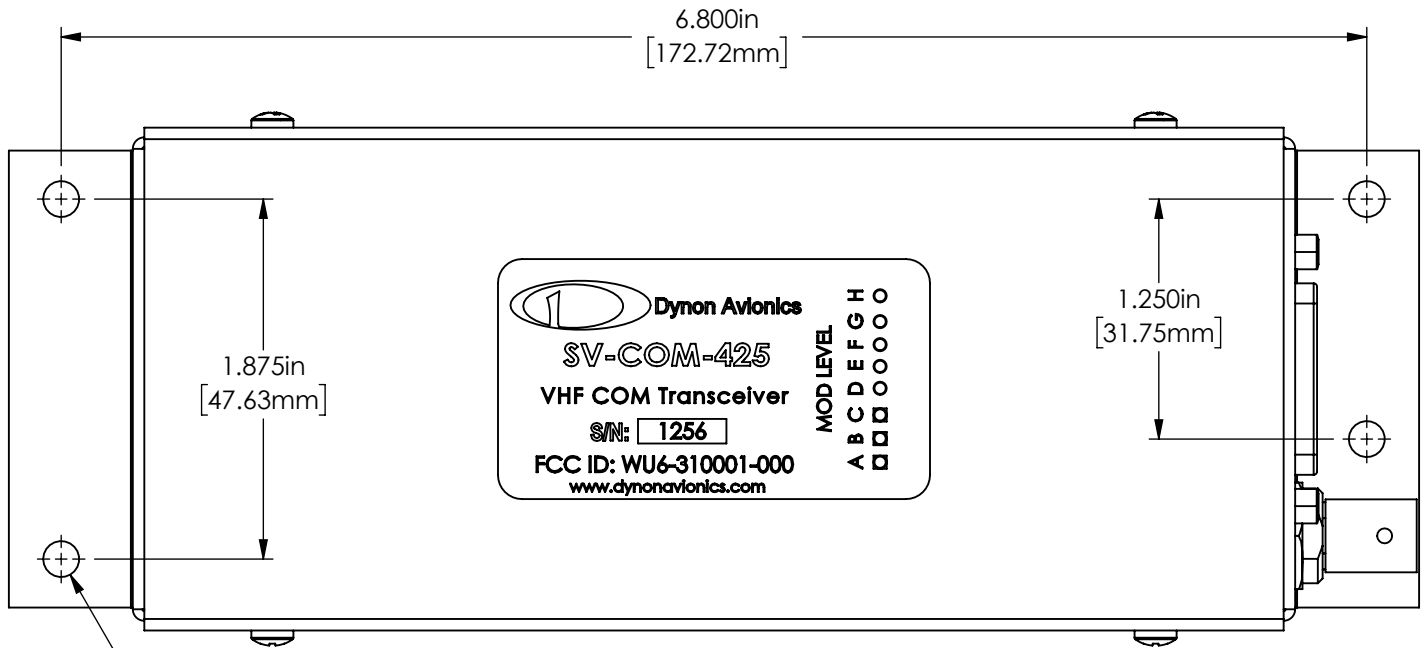 6.800in
[172.72mm]
1.875in
[47.63mm]
1.250in
[31.75mm]
Dynon Avionics
SV-COM-425
VHF COM Transceiver
S/N: 1256
FCC ID: WU6-310001-000
www.dynonavionics.com
MOD LEVEL
A B C D E F G H